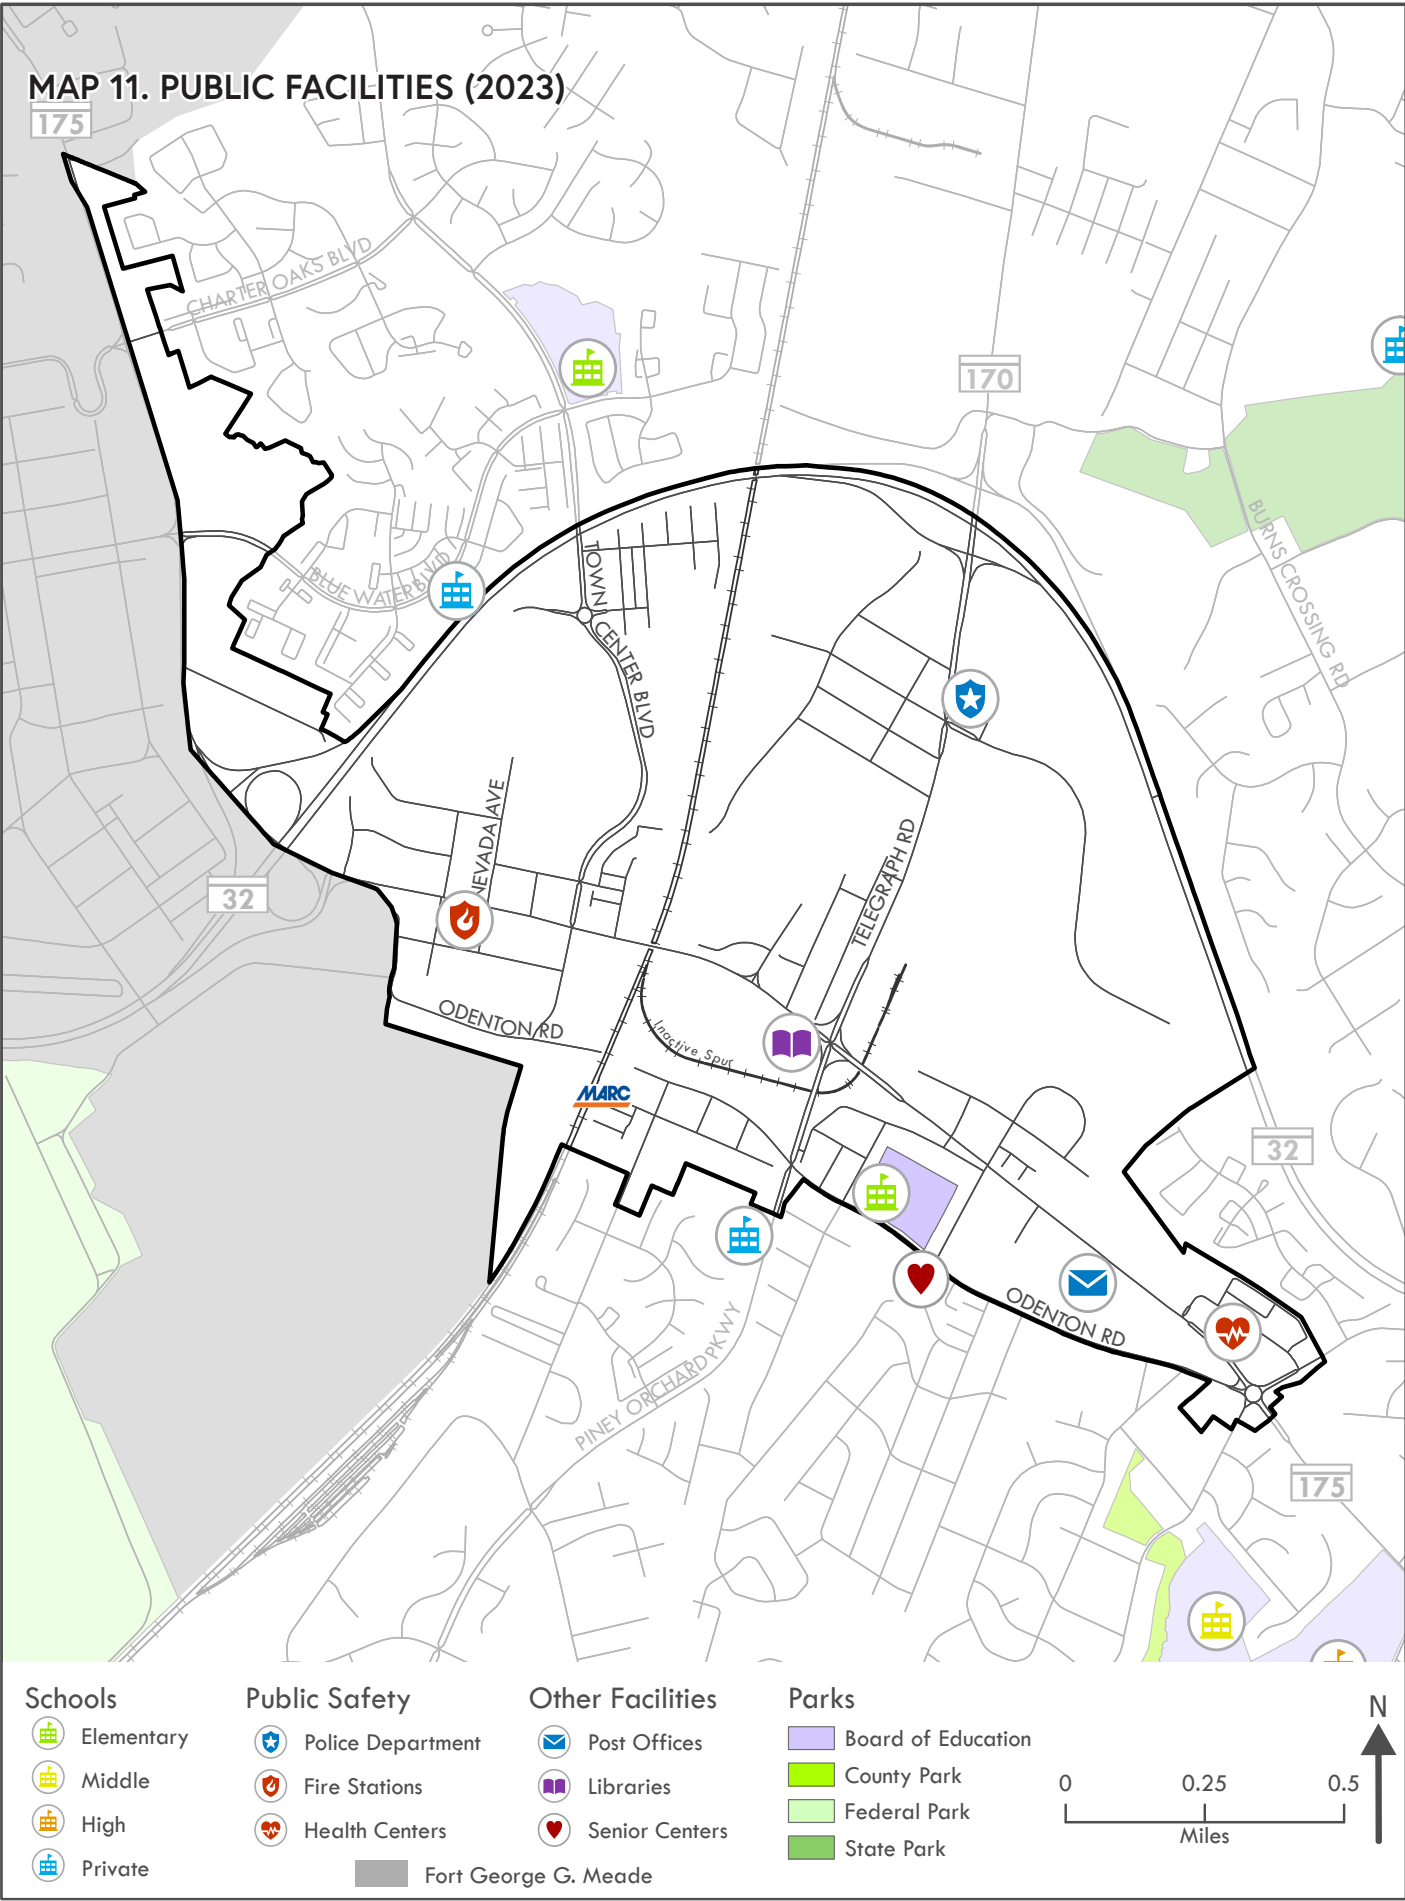 MAP 11. PUBLIC FACILITIES (2023)
175
CHARTER OAKS BLVD
170
BURNS CROSSING RD
TOWN CENTER BLVD
BLUE WATER BLVD
NEVADA AVE
TELEGRAPH RD
32
ODENTON RD
Inactive Spur
MARC
32
ODENTON RD
PINEY ORCHARD PKWY
175
Schools
Elementary
Middle
High
Private
Public Safety
Police Department
Fire Stations
Health Centers
Fort George G. Meade
Other Facilities
Post Offices
Libraries
Senior Centers
Parks
Board of Education
County Park
Federal Park
State Park
0 0.25 0.5
Miles
N